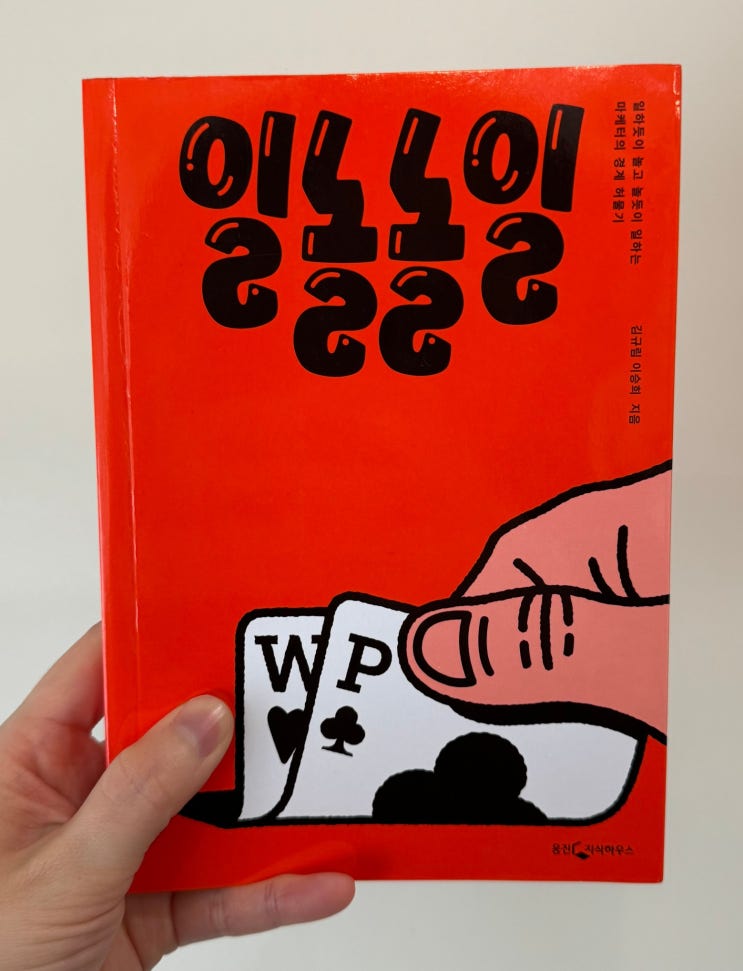 일놀놀일
일하듯이 놀고 놀듯이 일하는
마케터의 경계 허물기
김규림 이승희 지음
W P
웅진 지식하우스